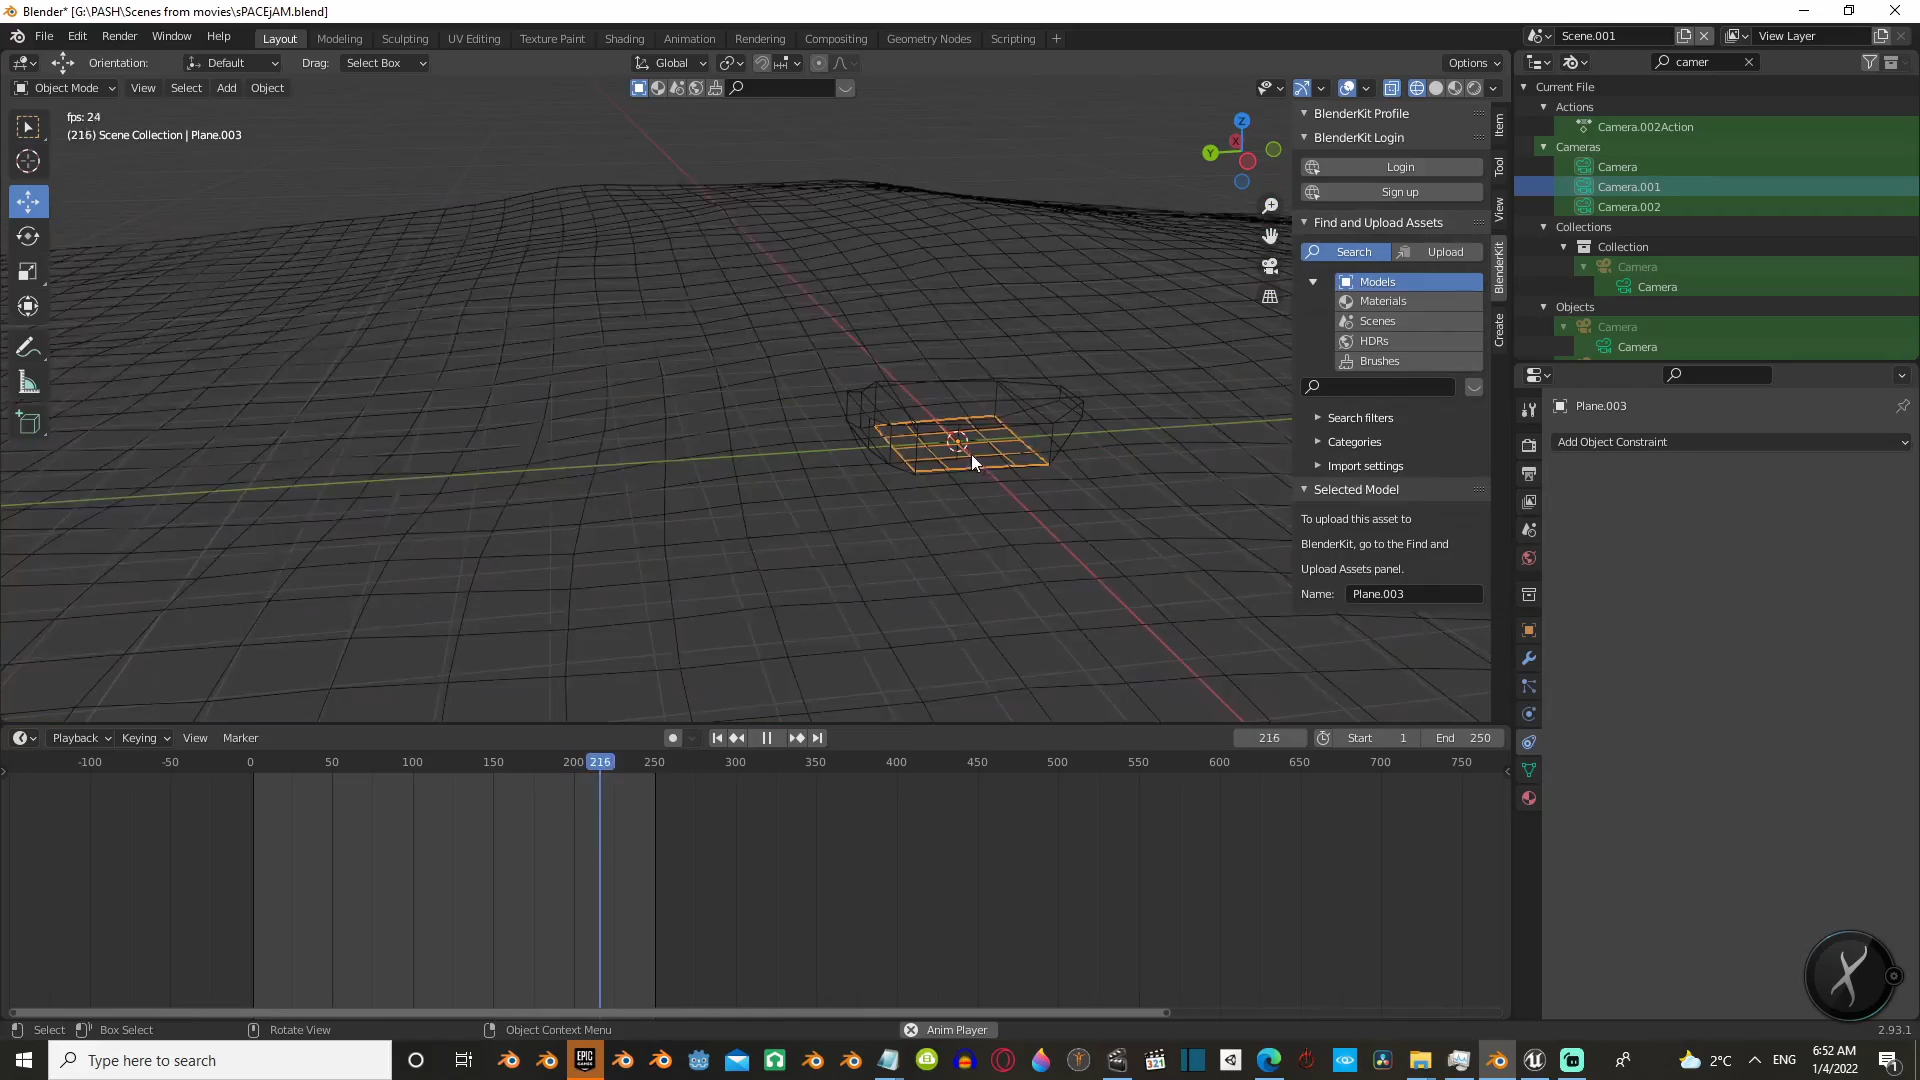 Blender* [G:\PASH\Scenes from movies\sPACEjAM.blend]
File Edit Render Window Help
Layout Modeling Sculpting UV Editing Texture Paint Shading Animation Rendering Compositing Geometry Nodes Scripting +
Scene.001 View Layer
Orientation: Default Drag: Select Box Global Options
camer
Object Mode View Select Add Object
fps: 24
(216) Scene Collection | Plane.003
Z
Y
X
BlenderKit Profile
BlenderKit Login
Login
Sign up
Find and Upload Assets
Search Upload
Models
Materials
Scenes
HDRs
Brushes
Search filters
Categories
Import settings
Selected Model
To upload this asset to
BlenderKit, go to the Find and
Upload Assets panel.
Name: Plane.003
Item
Tool
View
BlenderKit
Create
Current File
Actions
Camera.002Action
Cameras
Camera
Camera.001
Camera.002
Collections
Collection
Camera
Camera
Objects
Camera
Camera
Plane.003
Add Object Constraint
Playback Keying View Marker
216 Start 1 End 250
-100 -50 0 50 100 150 200 216 250 300 350 400 450 500 550 600 650 700 750
Select Box Select Rotate View Object Context Menu Anim Player
2.93.1
Type here to search
EPIC GAMES
321
2°C ENG
6:52 AM
1/4/2022
1